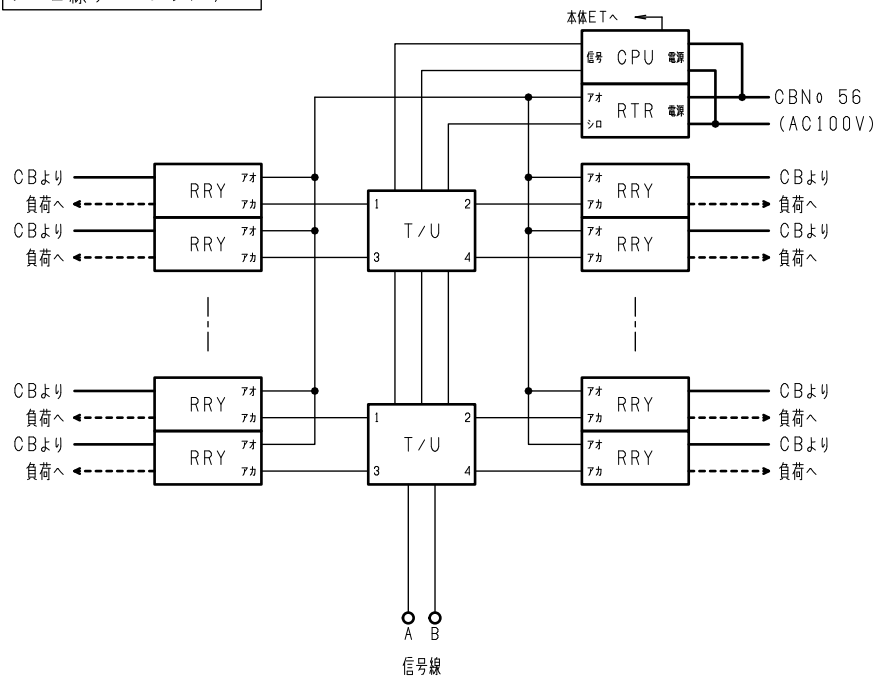 本体ETへ
信号 CPU 電源
アオ RTR 電源
シロ
CBNo 56
(AC100V)
CBより RRY アオ
負荷へ アカ
CBより RRY アオ
負荷へ アカ
1 T/U 2
3 4
アオ RRY CBより
アカ 負荷へ
アオ RRY CBより
アカ 負荷へ
CBより RRY アオ
負荷へ アカ
CBより RRY アオ
負荷へ アカ
1 T/U 2
3 4
アオ RRY CBより
アカ 負荷へ
アオ RRY CBより
アカ 負荷へ
A B
信号線